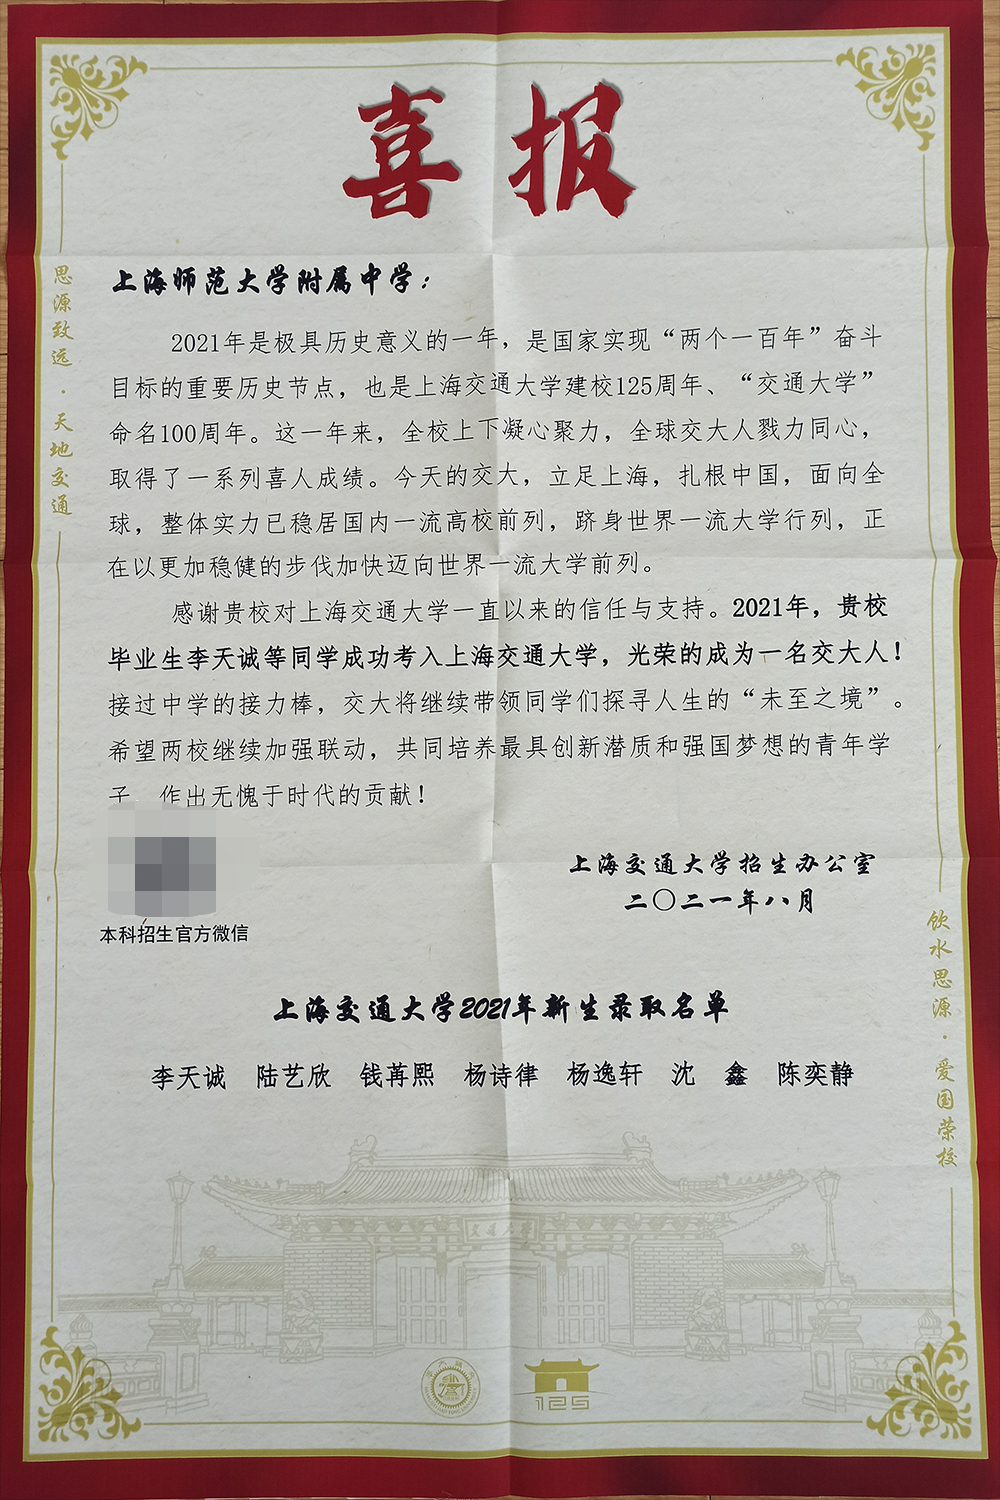 喜报
上海师范大学附属中学：
2021年是极具历史意义的一年，是国家实现“两个一百年”奋斗
目标的重要历史节点，也是上海交通大学建校125周年、“交通大学”
命名100周年。这一年来，全校上下凝心聚力，全球交大人戮力同心，
取得了一系列喜人成绩。今天的交大，立足上海，扎根中国，面向全
球，整体实力已稳居国内一流高校前列，跻身世界一流大学行列，正
在以更加稳健的步伐加快迈向世界一流大学前列。
感谢贵校对上海交通大学一直以来的信任与支持。2021年，贵校
毕业生李天诚等同学成功考入上海交通大学，光荣的成为一名交大人！
接过中学的接力棒，交大将继续带领同学们探寻人生的“未至之境”。
希望两校继续加强联动，共同培养最具创新潜质和强国梦想的青年学
子，作出无愧于时代的贡献！
上海交通大学招生办公室
二〇二一年八月
本科招生官方微信
上海交通大学2021年新生录取名单
李天诚 陆艺欣 钱苒熙 杨诗律 杨逸轩 沈 鑫 陈奕静
思源致远·天地交通
饮水思源·爱国荣校
交通大学
125